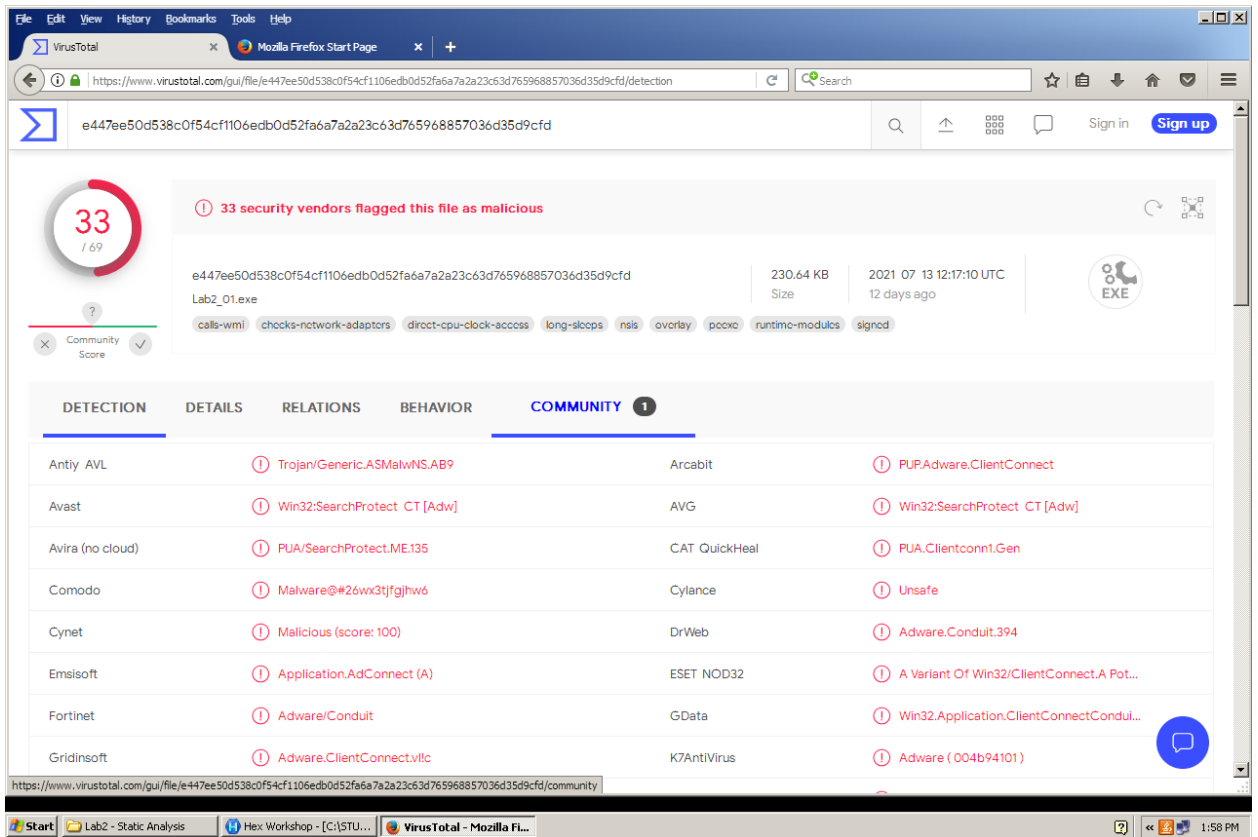 File Edit View History Bookmarks Tools Help
VirusTotal × Mozilla Firefox Start Page × +
https://www.virustotal.com/gui/file/e447ee50d538c0f54cf1106edb0d52fa6a7a2a23c63d765968857036d35d9cfd/detection Search
e447ee50d538c0f54cf1106edb0d52fa6a7a2a23c63d765968857036d35d9cfd Sign in Sign up
33
/ 69
33 security vendors flagged this file as malicious
e447ee50d538c0f54cf1106edb0d52fa6a7a2a23c63d765968857036d35d9cfd
Lab2_01.exe
230.64 KB
Size
2021 07 13 12:17:10 UTC
12 days ago
EXE
calls-wmi checks-network-adapters direct-cpu-clock-access long-sleeps nsis overlay peexe runtime-modules signed
?
Community
Score
DETECTION DETAILS RELATIONS BEHAVIOR COMMUNITY 1
Antiy AVL Trojan/Generic.ASMalwNS.AB9 Arcabit PUP.Adware.ClientConnect
Avast Win32:SearchProtect CT [Adw] AVG Win32:SearchProtect CT [Adw]
Avira (no cloud) PUA/SearchProtect.ME.135 CAT QuickHeal PUA.Clientconn1.Gen
Comodo Malware@#26wx3tjfgjhw6 Cylance Unsafe
Cynet Malicious (score: 100) DrWeb Adware.Conduit.394
Emsisoft Application.AdConnect (A) ESET NOD32 A Variant Of Win32/ClientConnect.A Pot...
Fortinet Adware/Conduit GData Win32.Application.ClientConnectCondui...
Gridinsoft Adware.ClientConnect.vl!c K7AntiVirus Adware ( 004b94101 )
https://www.virustotal.com/gui/file/e447ee50d538c0f54cf1106edb0d52fa6a7a2a23c63d765968857036d35d9cfd/community
Start Lab2 - Static Analysis Hex Workshop - [C:\STU... VirusTotal - Mozilla Fi... ? « 1:58 PM